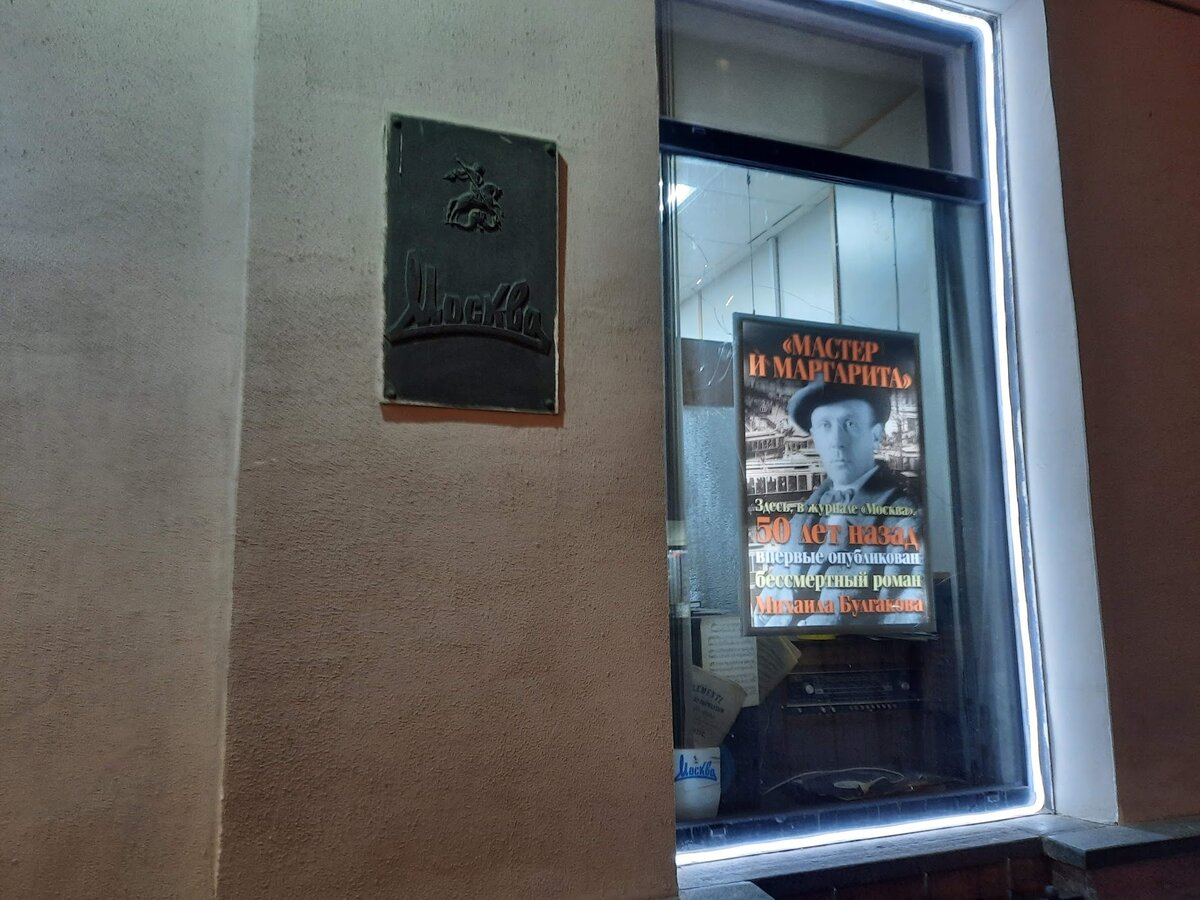 Москва
«МАСТЕР
И МАРГАРИТА»
Здесь, в журнале «Москва»,
50 лет назад
впервые опубликован
бессмертный роман
Михаила Булгакова
Москва